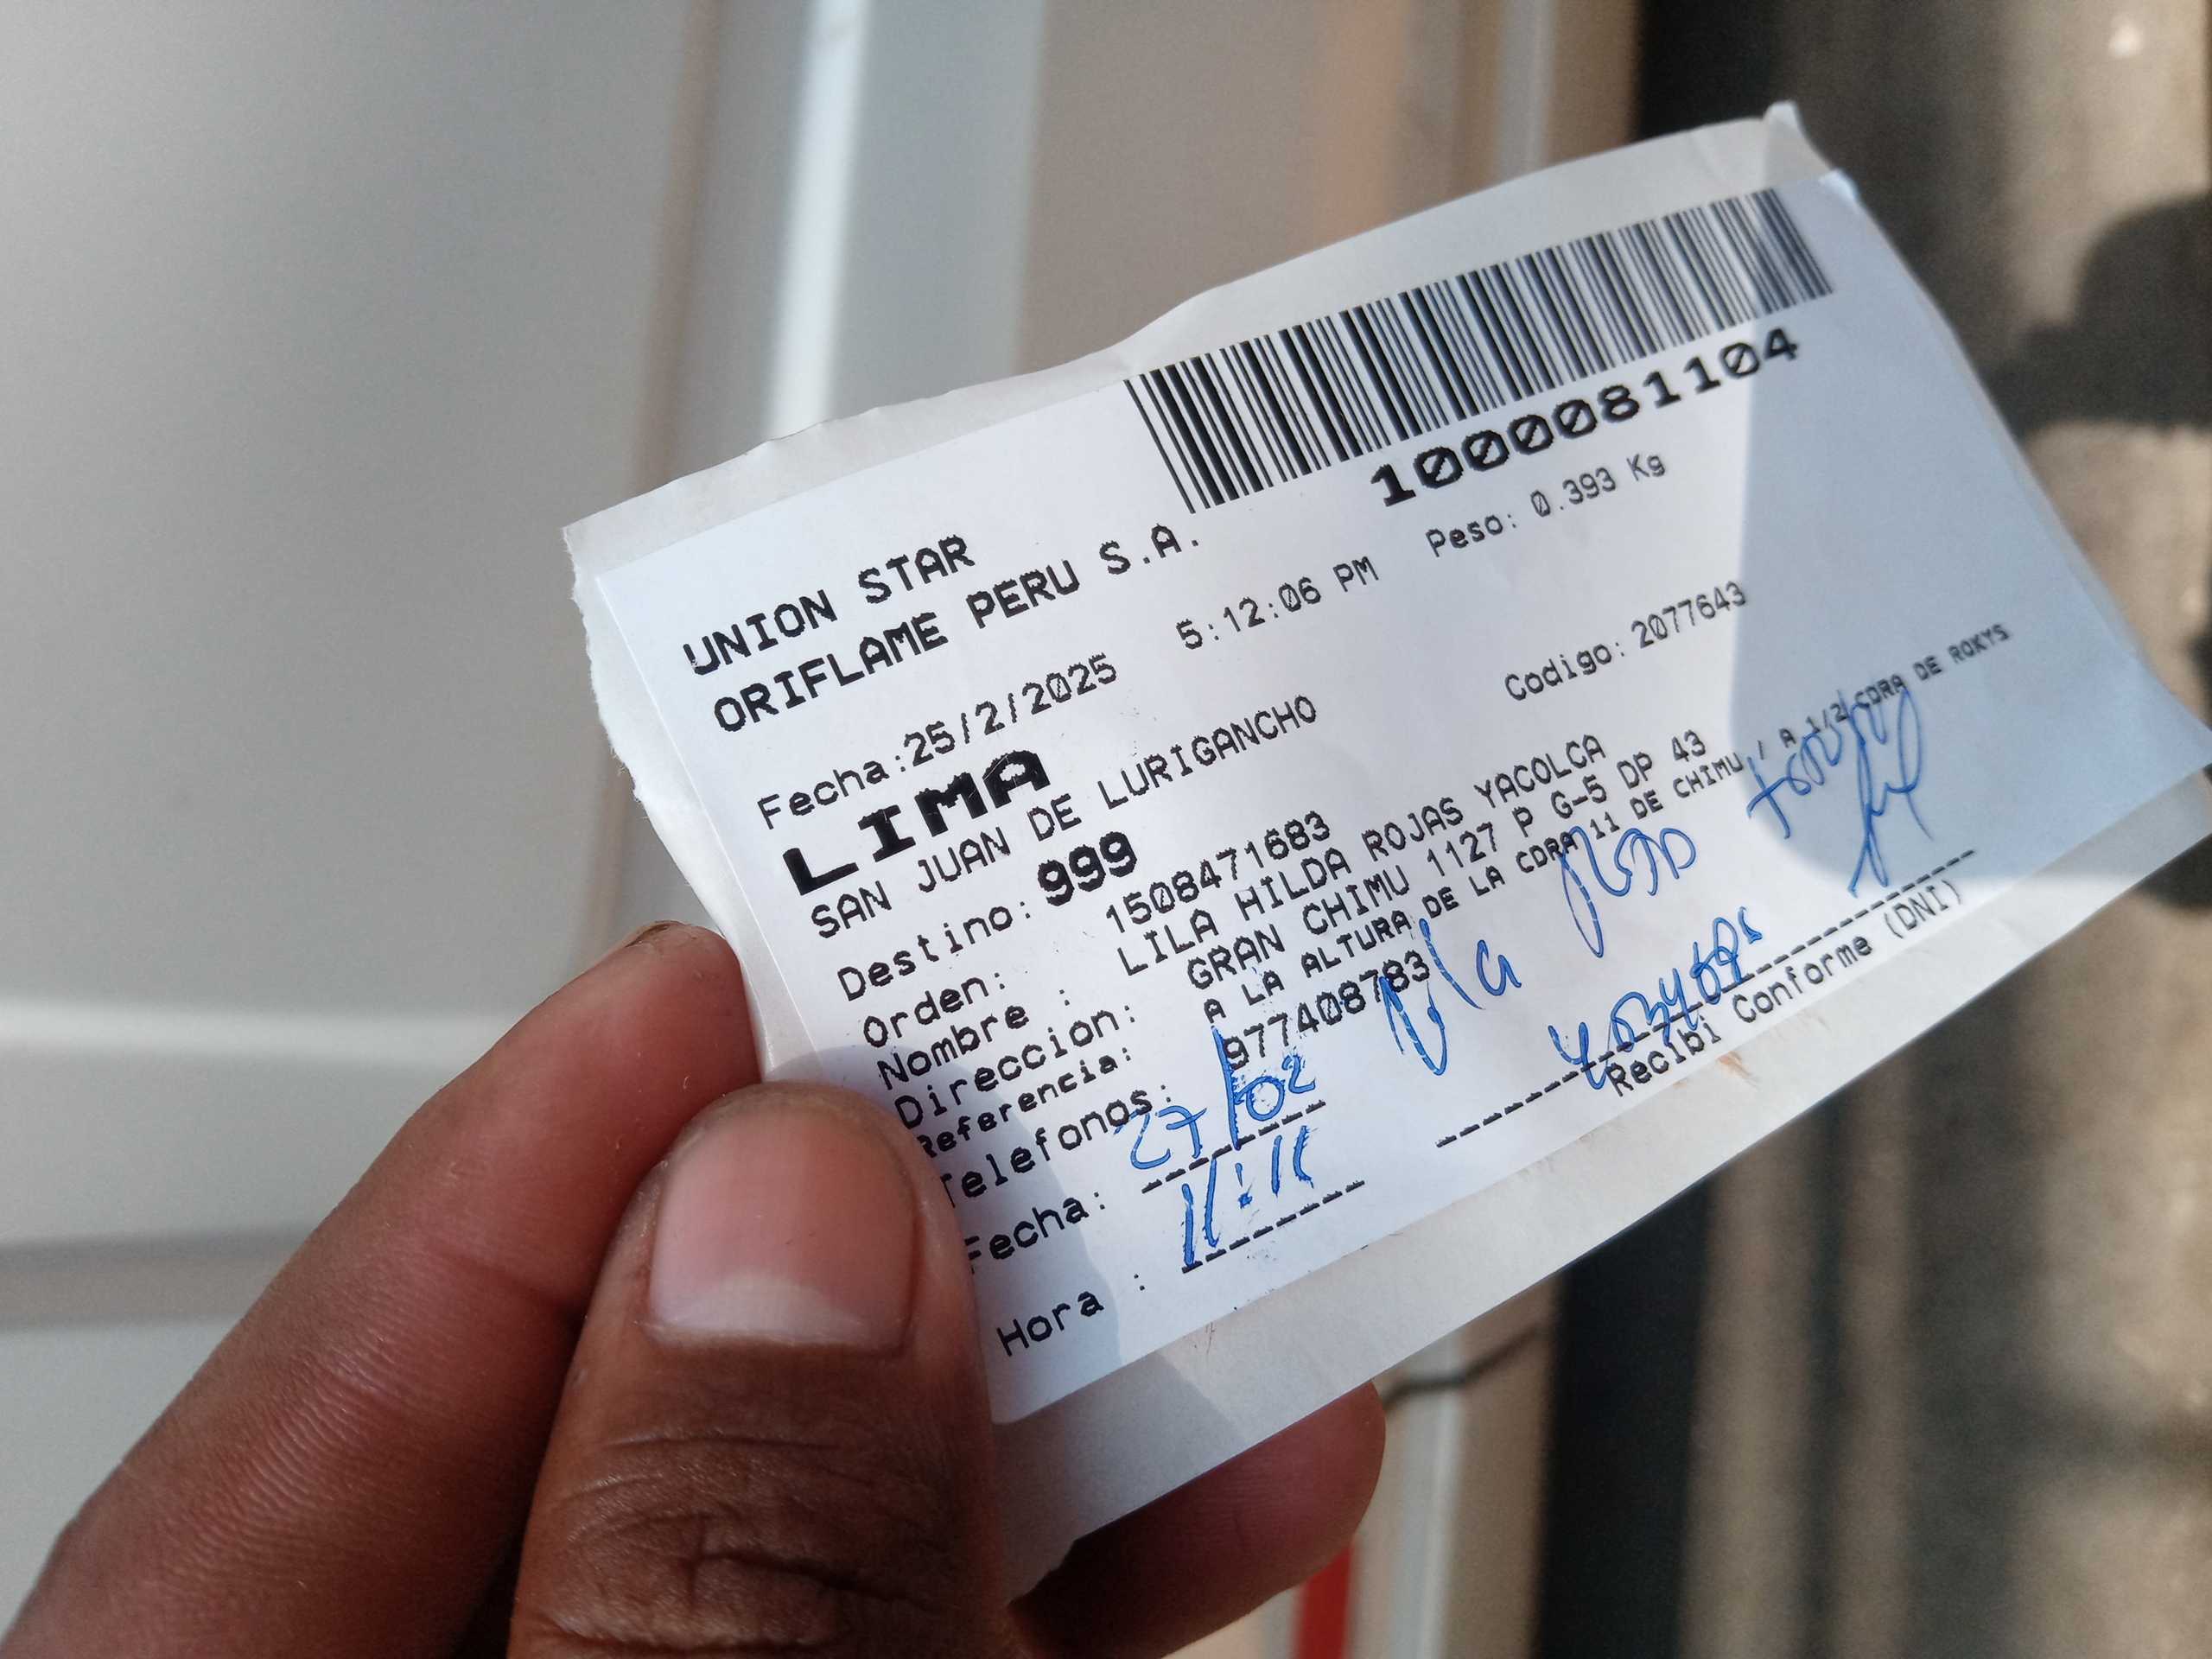 1000081104
UNION STAR
ORIFLAME PERU S.A.
Fecha:25/2/2025 5:12:06 PM Peso: 0.393 Kg
LIMA
SAN JUAN DE LURIGANCHO Codigo: 2077643
Destino: 999
Orden: 1508471683
Nombre : LILA HILDA ROJAS YACOLCA
Direccion: GRAN CHIMU 1127 P G-5 DP 43
Referencia: A LA ALTURA DE LA CDRA 11 DE CHIMU / A 1/2 CDRA DE ROKYS
Telefonos: 977408783
Fecha: 27/02
Hora : 11:11
Recibi Conforme (DNI)